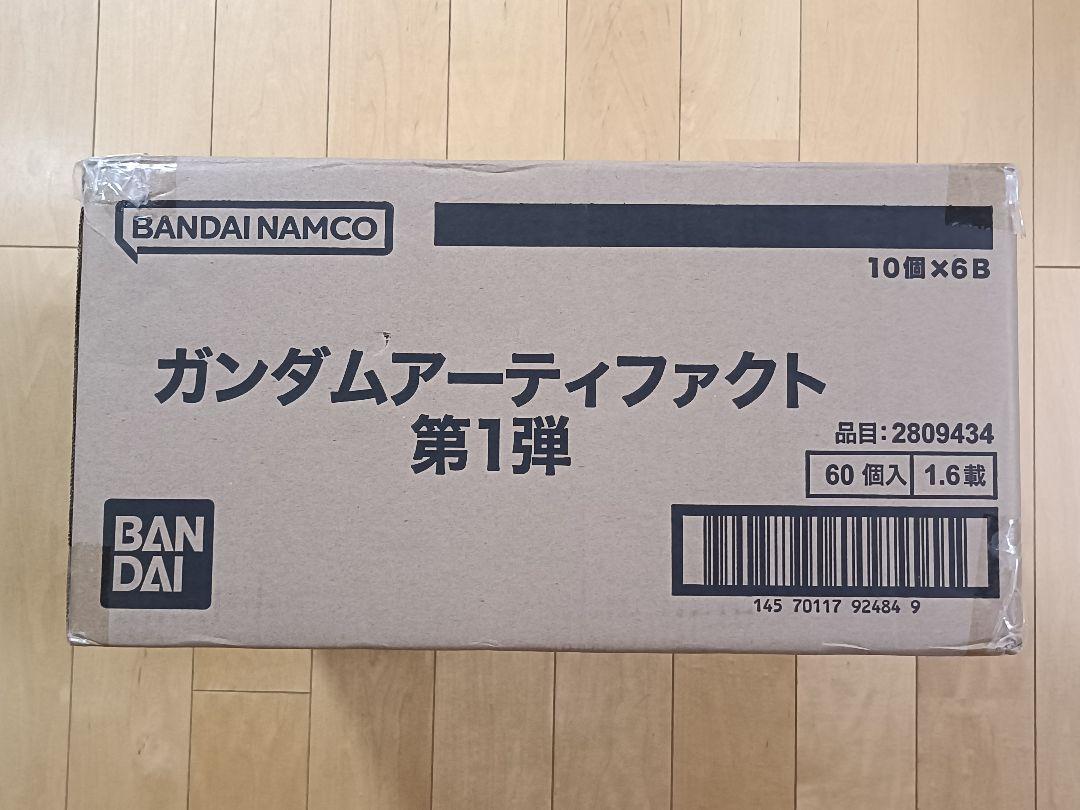 BANDAI NAMCO
10個×6B
ガンダムアーティファクト
第1弾
品目:2809434
60 個入 1.6載
BAN
DAI
145 70117 92484 9